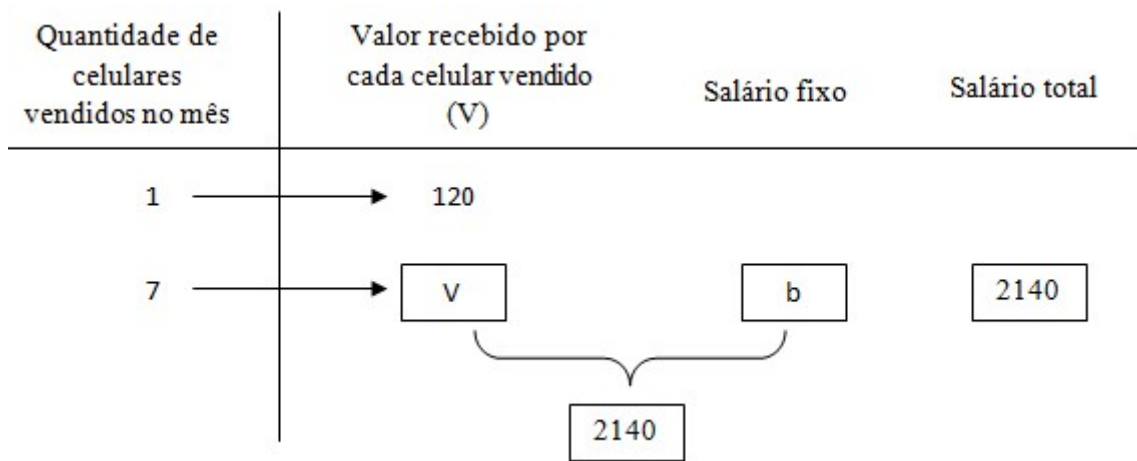 Quantidade de
celulares
vendidos no mês
Valor recebido por
cada celular vendido
(V)
Salário fixo
Salário total
1
120
7
V
b
2140
2140